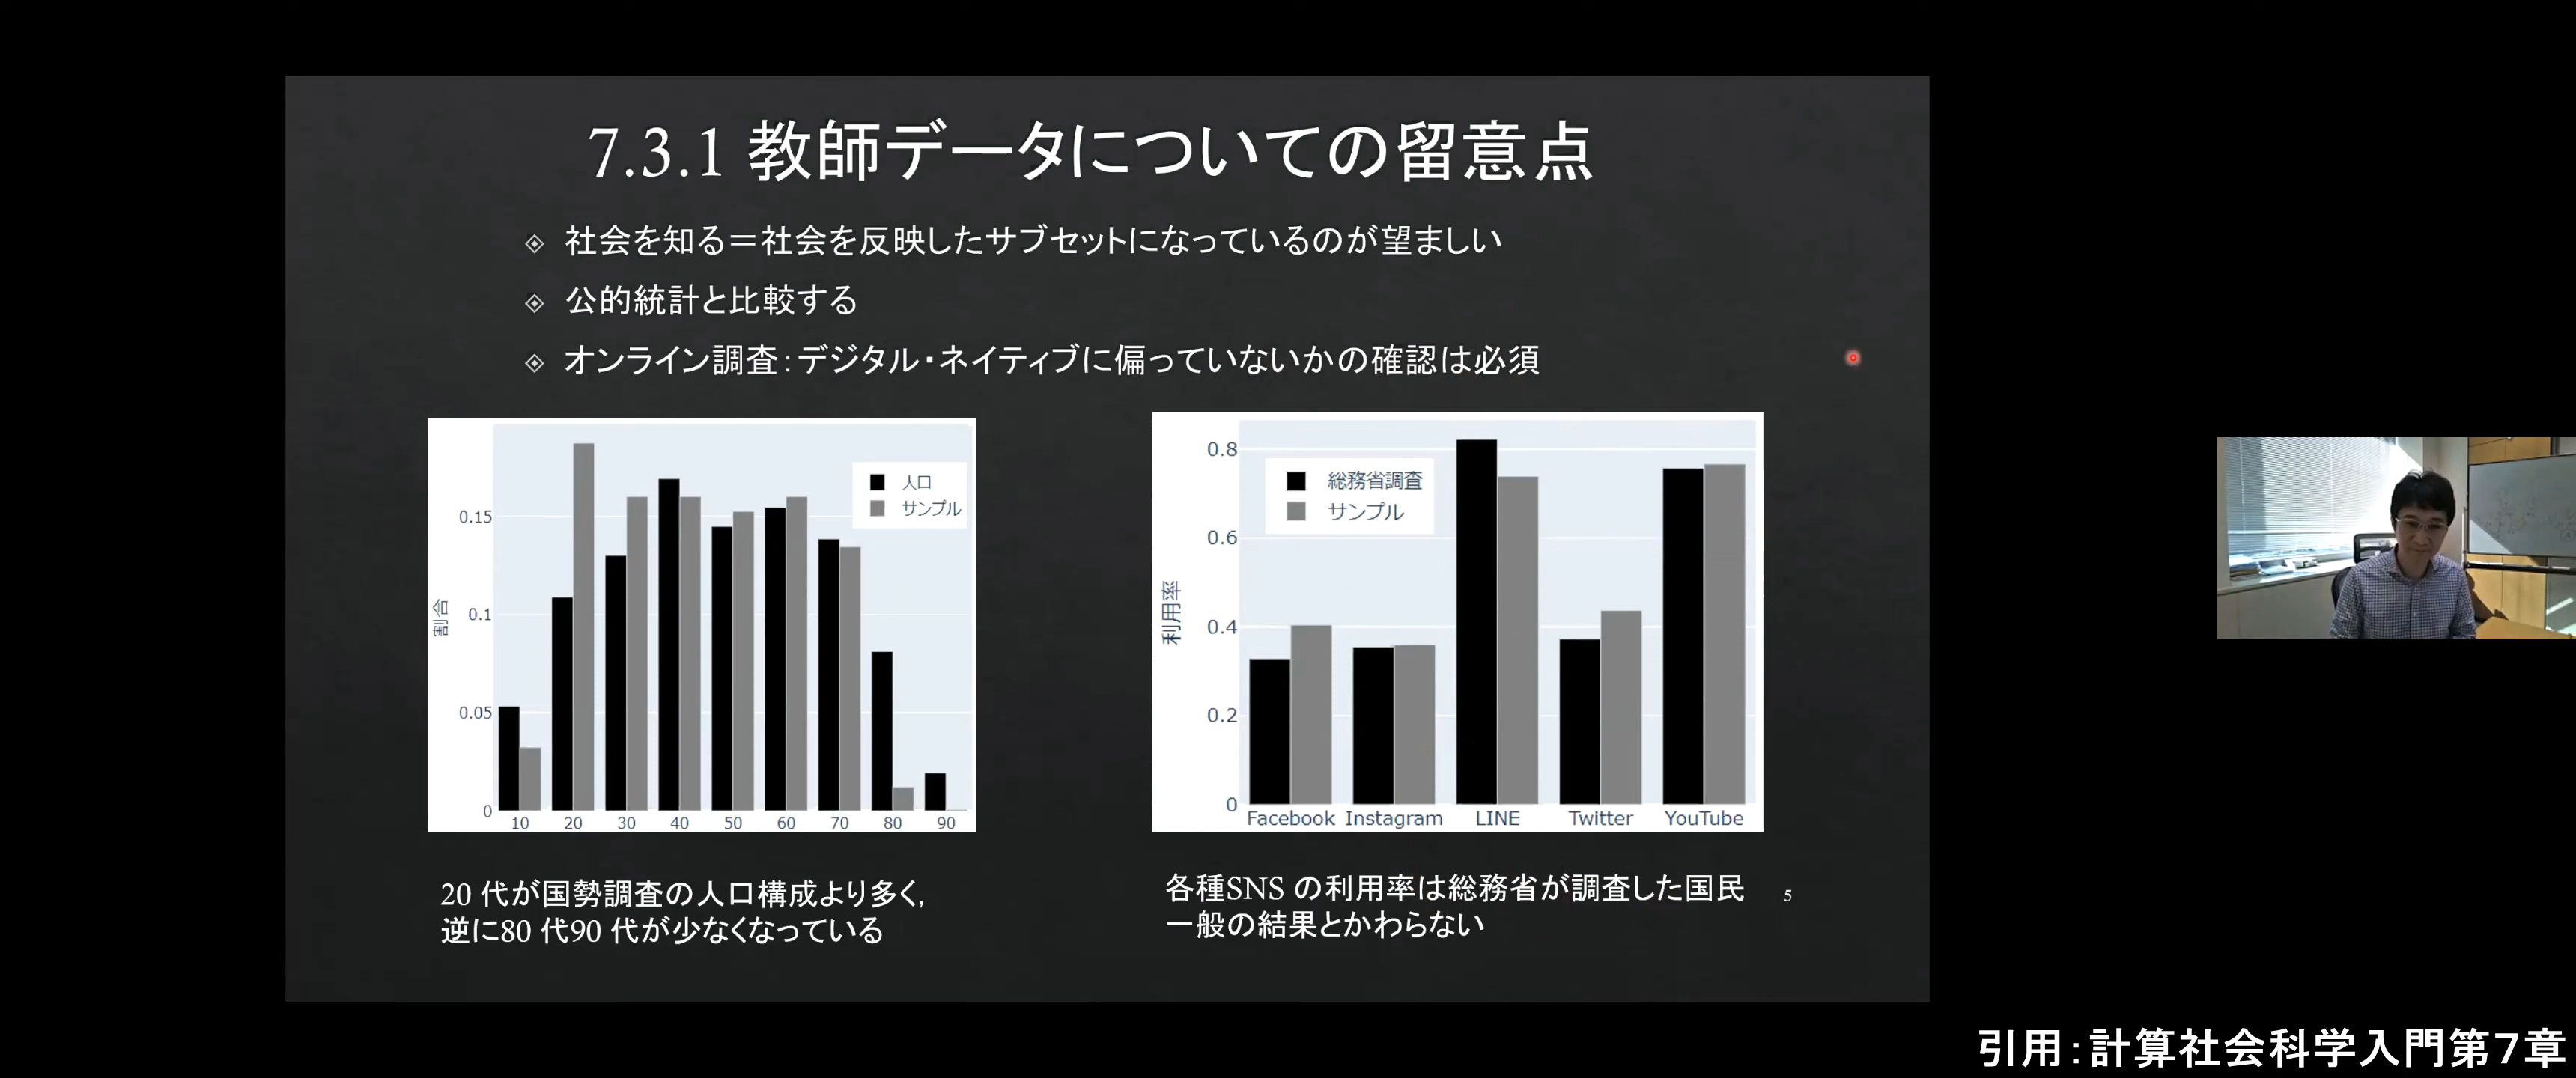 7.3.1 教師データについての留意点
社会を知る＝社会を反映したサブセットになっているのが望ましい
公的統計と比較する
オンライン調査：デジタル・ネイティブに偏っていないかの確認は必須
割合
0.15
0.1
0.05
0
人口
サンプル
10 20 30 40 50 60 70 80 90
利用率
0.8
0.6
0.4
0.2
0
総務省調査
サンプル
Facebook Instagram LINE Twitter YouTube
20 代が国勢調査の人口構成より多く,
逆に80 代90 代が少なくなっている
各種SNS の利用率は総務省が調査した国民
一般の結果とかわらない
5
引用：計算社会科学入門第7章